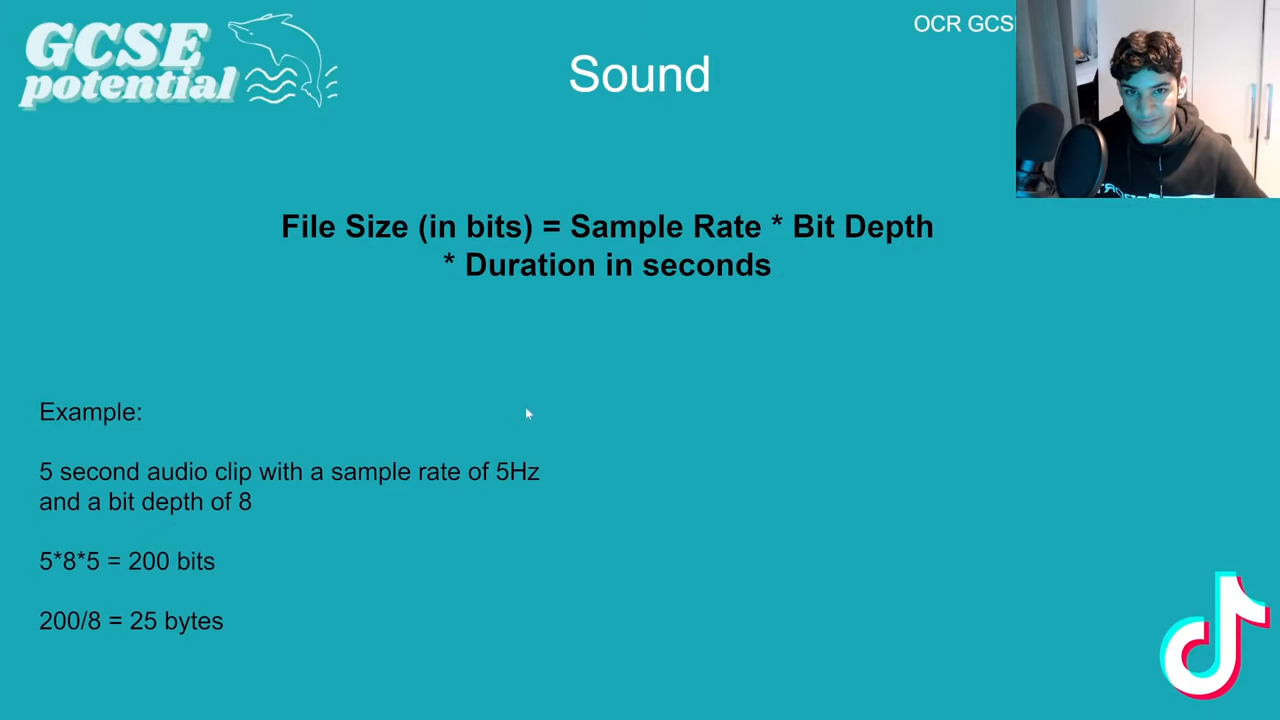 GCSE
potential
OCR GCS
Sound
File Size (in bits) = Sample Rate * Bit Depth
* Duration in seconds
Example:
5 second audio clip with a sample rate of 5Hz
and a bit depth of 8
5*8*5 = 200 bits
200/8 = 25 bytes